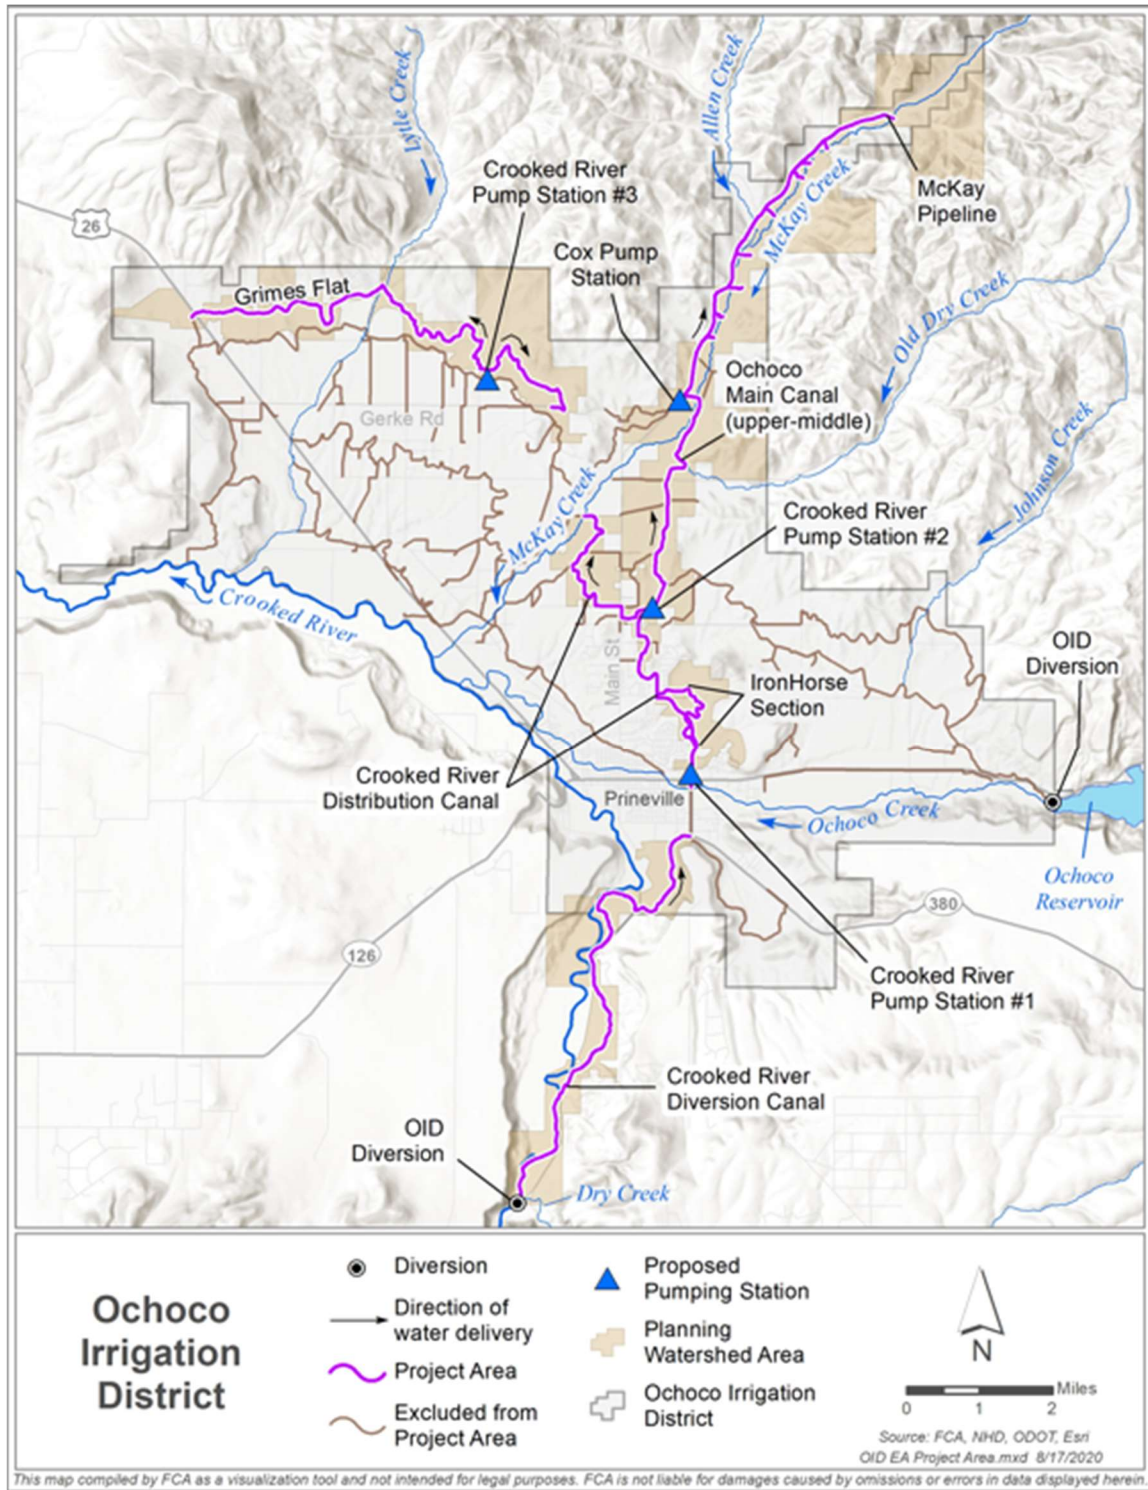 Lytle Creek
Allen Creek
Crooked River
Pump Station #3
McKay
Pipeline
26
McKay Creek
Cox Pump
Station
Grimes Flat
Old Dry Creek
Ochoco
Main Canal
(upper-middle)
Gerke Rd
Johnson Creek
McKay Creek
Crooked River
Pump Station #2
Crooked River
Main St
OID
Diversion
IronHorse
Section
Crooked River
Distribution Canal
Prineville
Ochoco Creek
Ochoco
Reservoir
380
126
Crooked River
Pump Station #1
Crooked River
Diversion Canal
OID
Diversion
Dry Creek
Ochoco
Irrigation
District
Diversion
Direction of
water delivery
Project Area
Excluded from
Project Area
Proposed
Pumping Station
Planning
Watershed Area
Ochoco Irrigation
District
N
Miles
0 1 2
Source: FCA, NHD, ODOT, Esri
OID EA Project Area.mxd 8/17/2020
This map compiled by FCA as a visualization tool and not intended for legal purposes. FCA is not liable for damages caused by omissions or errors in data displayed herein.